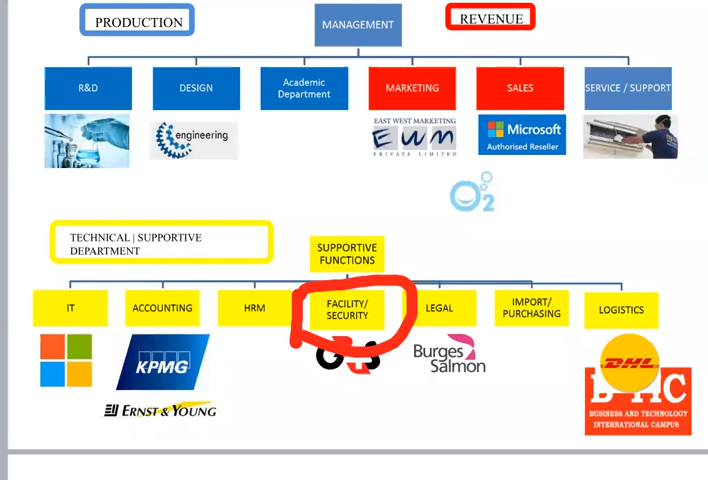 PRODUCTION
MANAGEMENT
REVENUE
R&D
DESIGN
Academic
Department
MARKETING
SALES
SERVICE / SUPPORT
engineering
EAST WEST MARKETING
EWM
PRIVATE LIMITED
Microsoft
Authorised Reseller
O2
TECHNICAL | SUPPORTIVE
DEPARTMENT
SUPPORTIVE
FUNCTIONS
IT
ACCOUNTING
HRM
FACILITY/
SECURITY
LEGAL
IMPORT/
PURCHASING
LOGISTICS
KPMG
ERNST & YOUNG
G4S
Burges
Salmon
DHL
BUSINESS AND TECHNOLOGY
INTERNATIONAL CAMPUS